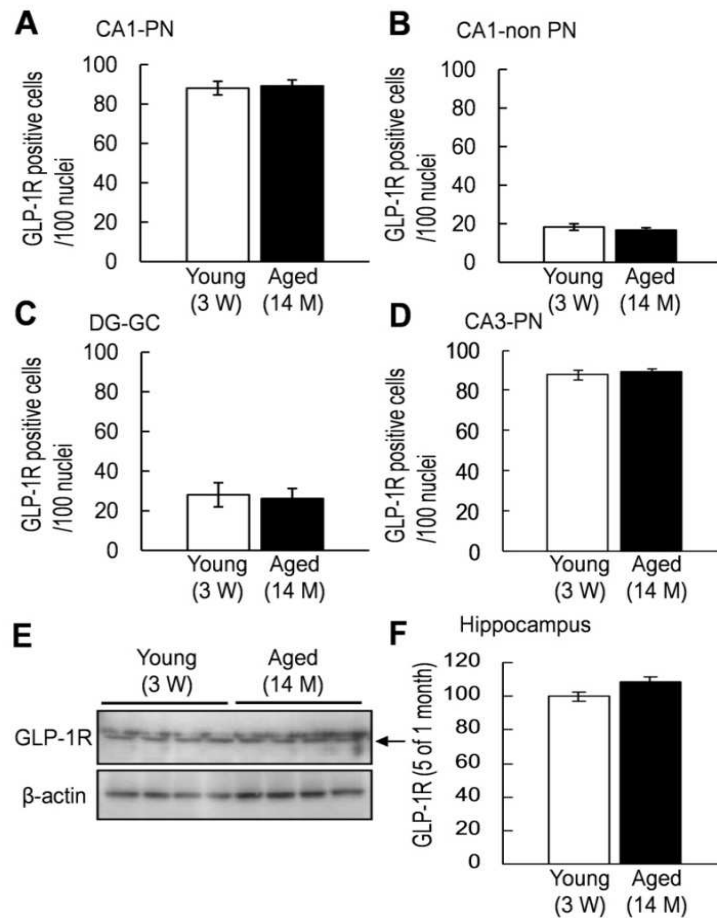 A CA1-PN
GLP-1R positive cells
/100 nuclei
100
80
60
40
20
0
Young
(3 W)
Aged
(14 M)
B CA1-non PN
GLP-1R positive cells
/100 nuclei
100
80
60
40
20
0
Young
(3 W)
Aged
(14 M)
C DG-GC
GLP-1R positive cells
/100 nuclei
100
80
60
40
20
0
Young
(3 W)
Aged
(14 M)
D CA3-PN
GLP-1R positive cells
/100 nuclei
100
80
60
40
20
0
Young
(3 W)
Aged
(14 M)
E
Young
(3 W)
Aged
(14 M)
GLP-1R
β-actin
F Hippocampus
GLP-1R (5 of 1 month)
120
100
80
60
40
20
0
Young
(3 W)
Aged
(14 M)